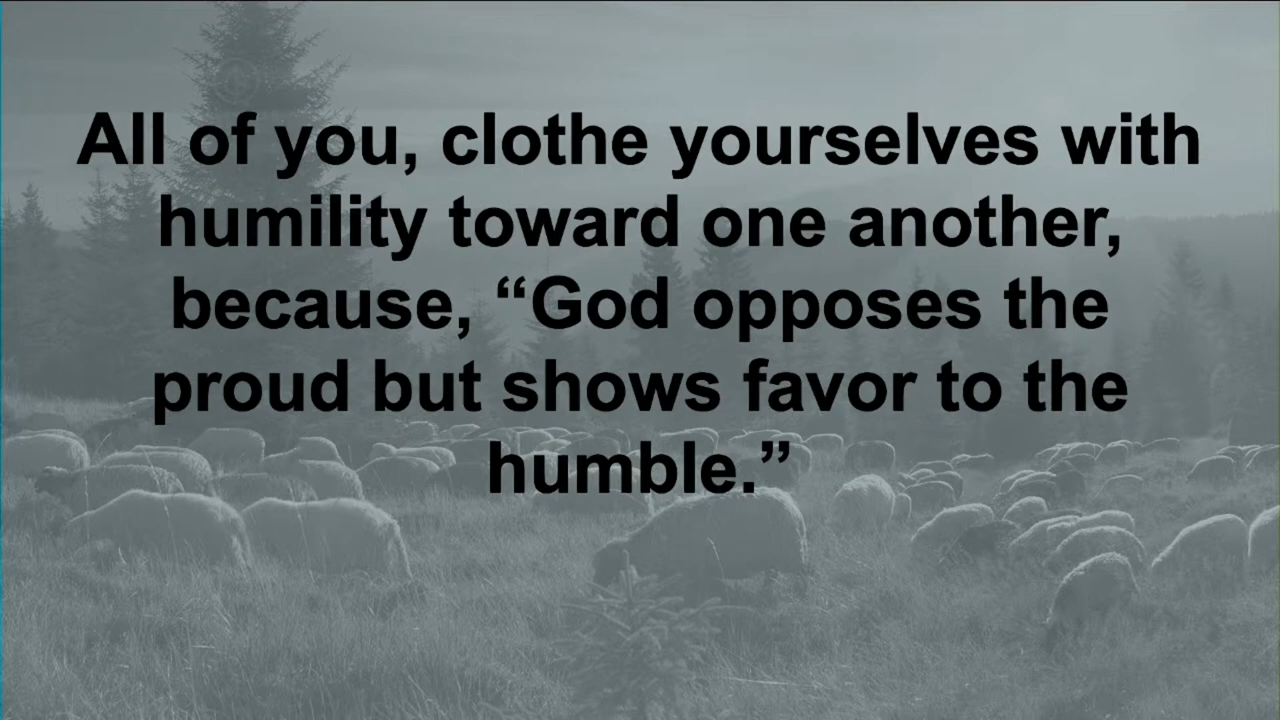 All of you, clothe yourselves with
humility toward one another,
because, “God opposes the
proud but shows favor to the
humble.”